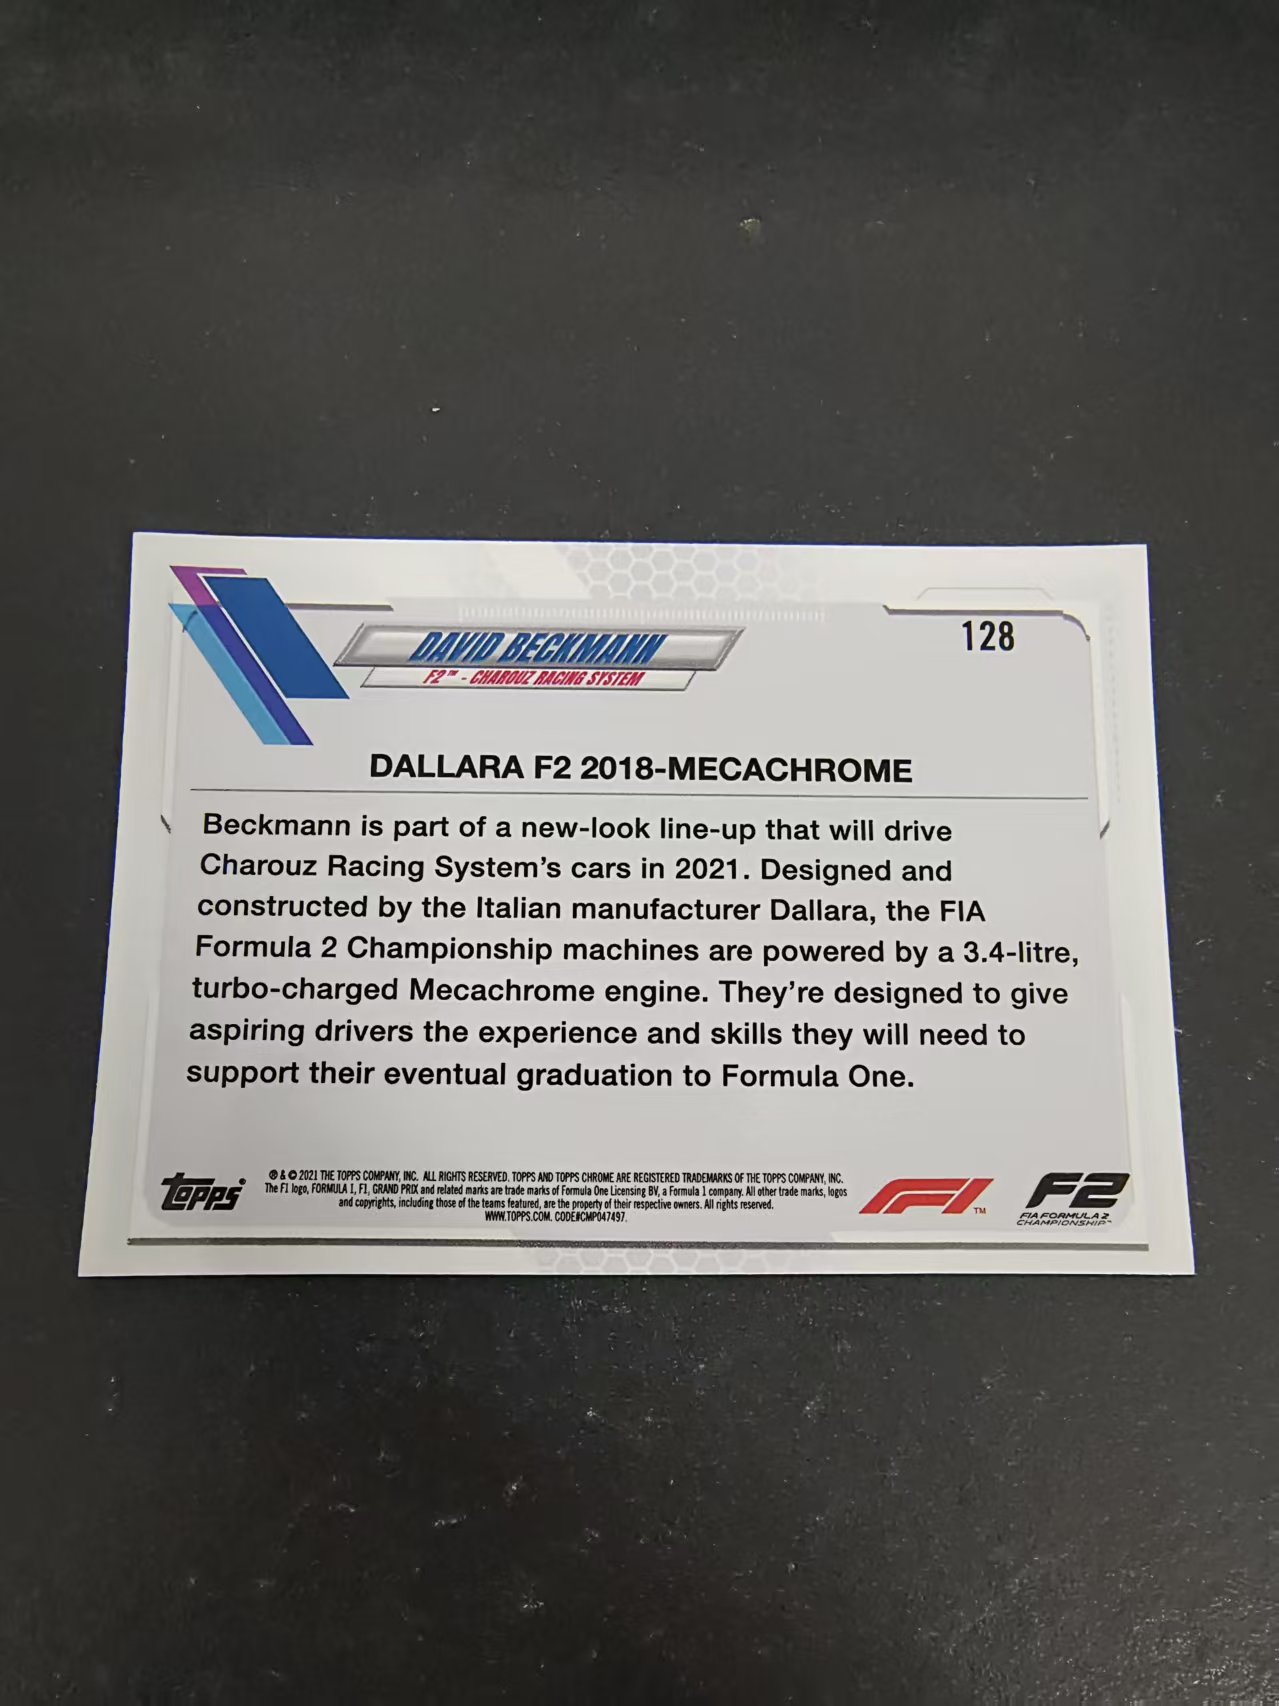 DAVID BECKMANN
F2™ - CHAROUZ RACING SYSTEM
128
DALLARA F2 2018-MECACHROME
Beckmann is part of a new-look line-up that will drive
Charouz Racing System's cars in 2021. Designed and
constructed by the Italian manufacturer Dallara, the FIA
Formula 2 Championship machines are powered by a 3.4-litre,
turbo-charged Mecachrome engine. They're designed to give
aspiring drivers the experience and skills they will need to
support their eventual graduation to Formula One.
topps
® & © 2021 THE TOPPS COMPANY, INC. ALL RIGHTS RESERVED. TOPPS AND TOPPS CHROME ARE REGISTERED TRADEMARKS OF THE TOPPS COMPANY, INC.
The F1 logo, FORMULA 1, F1, GRAND PRIX and related marks are trade marks of Formula One Licensing BV, a Formula 1 company. All other trade marks, logos
and copyrights, including those of the teams featured, are the property of their respective owners. All rights reserved.
WWW.TOPPS.COM. CODE#CMP047497.
F1™
F2
FIA FORMULA 2
CHAMPIONSHIP™